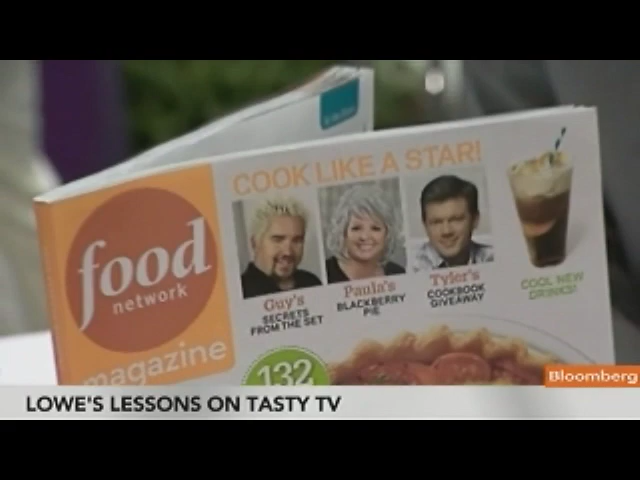 COOK LIKE A STAR!
food
network
magazine
Guy's
SECRETS
FROM THE SET
Paula's
BLACKBERRY
PIE
Tyler's
COOKBOOK
GIVEAWAY
COOL NEW
DRINKS!
132
Bloomberg
LOWE'S LESSONS ON TASTY TV